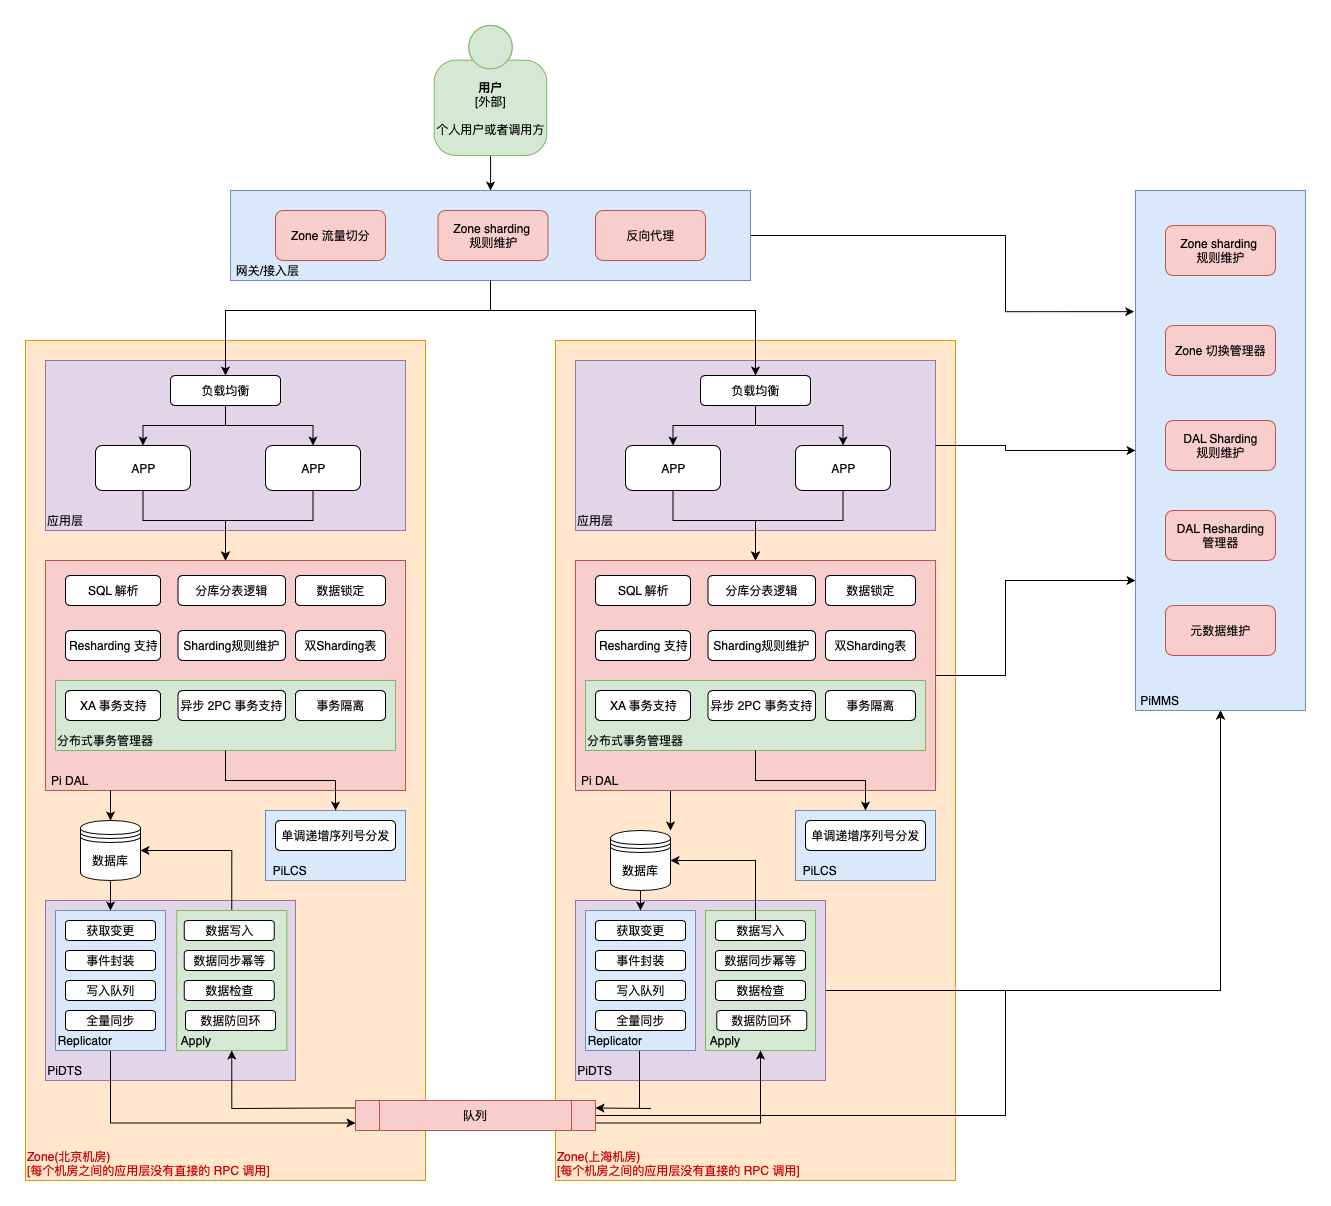 用户
[外部]
个人用户或者调用方
Zone 流量切分
Zone sharding
规则维护
反向代理
网关/接入层
负载均衡
APP
APP
应用层
SQL 解析
分库分表逻辑
数据锁定
Resharding 支持
Sharding规则维护
双Sharding表
XA 事务支持
异步 2PC 事务支持
事务隔离
分布式事务管理器
Pi DAL
数据库
单调递增序列号分发
PiLCS
获取变更
事件封装
写入队列
全量同步
Replicator
数据写入
数据同步幂等
数据检查
数据防回环
Apply
PiDTS
Zone(北京机房)
[每个机房之间的应用层没有直接的 RPC 调用]
队列
负载均衡
APP
APP
应用层
SQL 解析
分库分表逻辑
数据锁定
Resharding 支持
Sharding规则维护
双Sharding表
XA 事务支持
异步 2PC 事务支持
事务隔离
分布式事务管理器
Pi DAL
数据库
单调递增序列号分发
PiLCS
获取变更
事件封装
写入队列
全量同步
Replicator
数据写入
数据同步幂等
数据检查
数据防回环
Apply
PiDTS
Zone(上海机房)
[每个机房之间的应用层没有直接的 RPC 调用]
Zone sharding
规则维护
Zone 切换管理器
DAL Sharding
规则维护
DAL Resharding
管理器
元数据维护
PiMMS